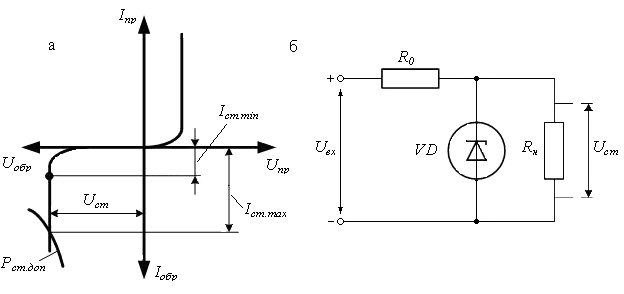 Iпр
а
б
R0
Iст.min
+
Uобр
Uпр
Uвх
VD
Rн
Uст
Uст
Iст.max
−
Pст.доп
Iобр